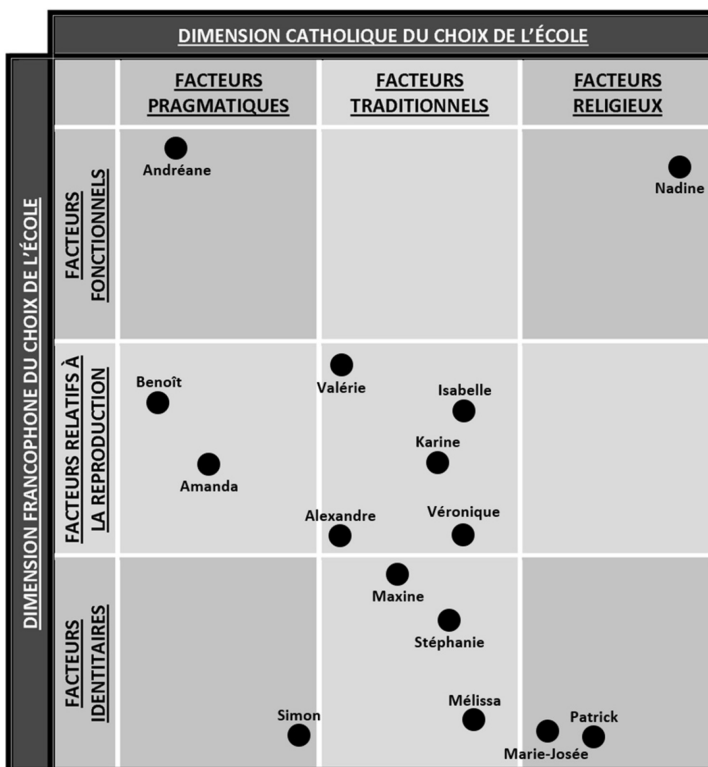 DIMENSION CATHOLIQUE DU CHOIX DE L'ÉCOLE
DIMENSION FRANCOPHONE DU CHOIX DE L'ÉCOLE
FACTEURS
PRAGMATIQUES
FACTEURS
TRADITIONNELS
FACTEURS
RELIGIEUX
FACTEURS
FONCTIONNELS
Andréane
Nadine
FACTEURS RELATIFS À
LA REPRODUCTION
Benoît
Valérie
Isabelle
Karine
Amanda
Alexandre
Véronique
FACTEURS
IDENTITAIRES
Maxine
Stéphanie
Mélissa
Simon
Patrick
Marie-Josée